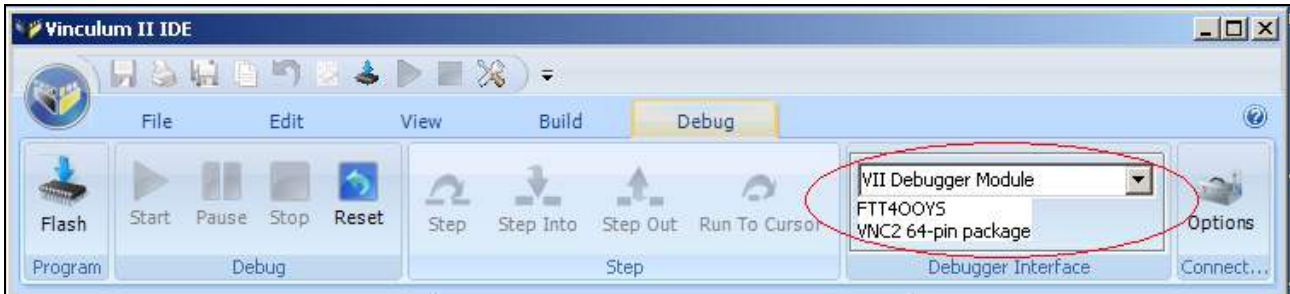 Vinculum II IDE
File Edit View Build Debug
VII Debugger Module
FTT4OOYS
VNC2 64-pin package
Flash Start Pause Stop Reset Step Step Into Step Out Run To Cursor Options
Program Debug Step Debugger Interface Connect...